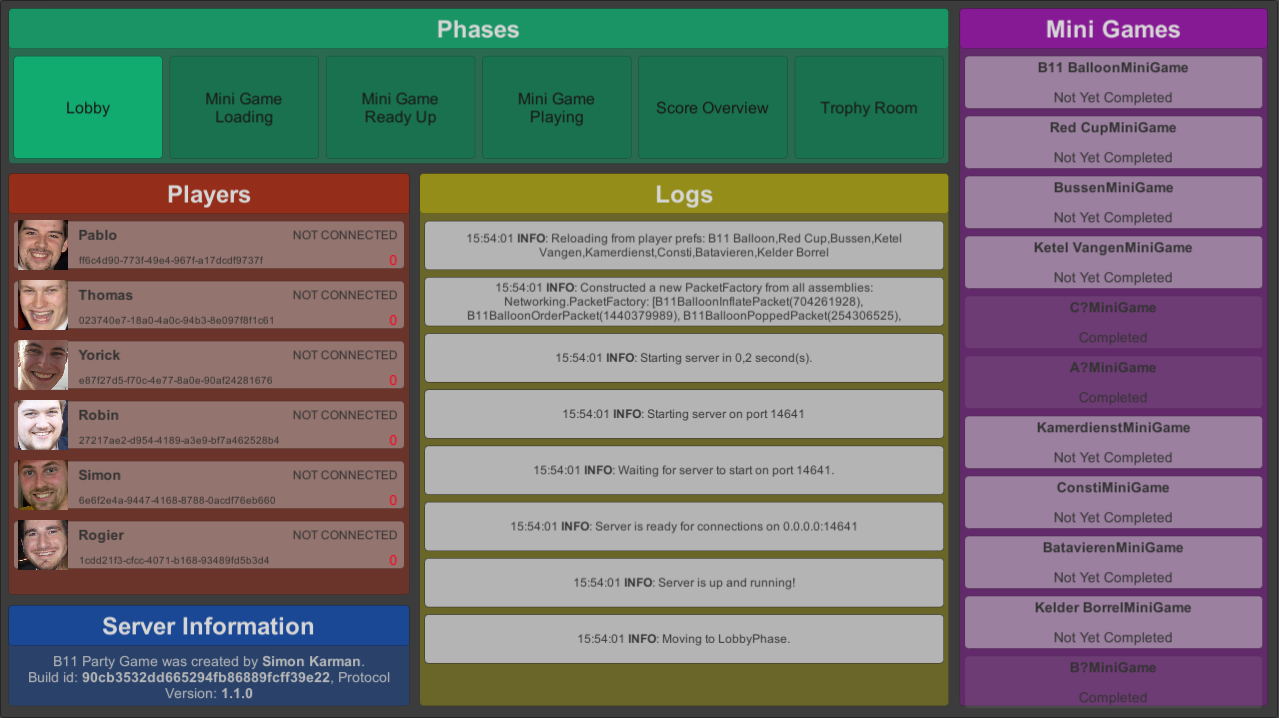 Phases
Lobby
Mini Game
Loading
Mini Game
Ready Up
Mini Game
Playing
Score Overview
Trophy Room
Players
Pablo NOT CONNECTED
ff6c4d90-773f-49e4-967f-a17dcdf9737f 0
Thomas NOT CONNECTED
023740e7-18a0-4a0c-94b3-8e097f8f1c61 0
Yorick NOT CONNECTED
e87f27d5-f70c-4e77-8a0e-90af24281676 0
Robin NOT CONNECTED
27217ae2-d954-4189-a3e9-bf7a462528b4 0
Simon NOT CONNECTED
6e6f2e4a-9447-4168-8788-0acdf76eb660 0
Rogier NOT CONNECTED
1cdd21f3-cfcc-4071-b168-93489fd5b3d4 0
Server Information
B11 Party Game was created by Simon Karman.
Build id: 90cb3532dd665294fb86889fcff39e22, Protocol
Version: 1.1.0
Logs
15:54:01 INFO: Reloading from player prefs: B11 Balloon,Red Cup,Bussen,Ketel
Vangen,Kamerdienst,Consti,Batavieren,Kelder Borrel
15:54:01 INFO: Constructed a new PacketFactory from all assemblies:
Networking.PacketFactory: [B11BalloonInflatePacket(704261928),
B11BalloonOrderPacket(1440379989), B11BalloonPoppedPacket(254306525),
15:54:01 INFO: Starting server in 0,2 second(s).
15:54:01 INFO: Starting server on port 14641
15:54:01 INFO: Waiting for server to start on port 14641.
15:54:01 INFO: Server is ready for connections on 0.0.0.0:14641
15:54:01 INFO: Server is up and running!
15:54:01 INFO: Moving to LobbyPhase.
Mini Games
B11 BalloonMiniGame
Not Yet Completed
Red CupMiniGame
Not Yet Completed
BussenMiniGame
Not Yet Completed
Ketel VangenMiniGame
Not Yet Completed
C?MiniGame
Completed
A?MiniGame
Completed
KamerdienstMiniGame
Not Yet Completed
ConstiMiniGame
Not Yet Completed
BatavierenMiniGame
Not Yet Completed
Kelder BorrelMiniGame
Not Yet Completed
B?MiniGame
Completed